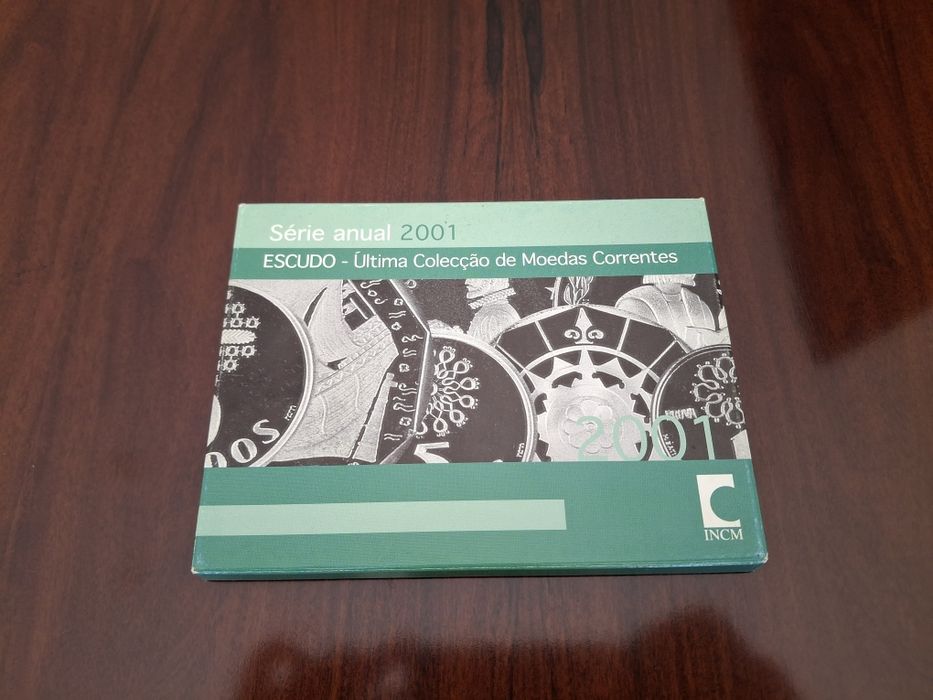 Série anual 2001
ESCUDO - Última Colecção de Moedas Correntes
2001
INCM